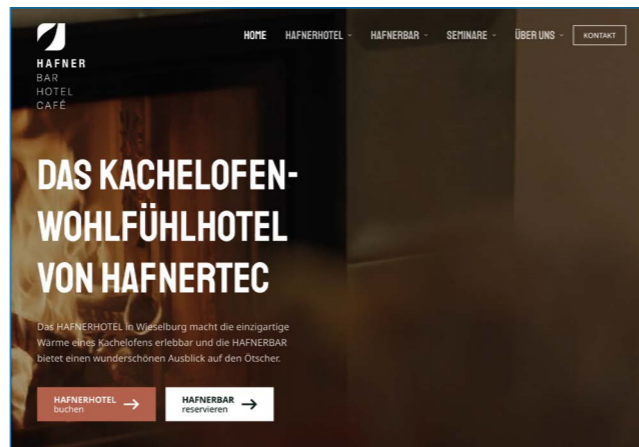 HAFNER
BAR
HOTEL
CAFÉ
HOME HAFNERHOTEL HAFNERBAR SEMINARE ÜBER UNS KONTAKT
DAS KACHELOFEN-
WOHLFÜHLHOTEL
VON HAFNERTEC
Das HAFNERHOTEL in Wieselburg macht die einzigartige
Wärme eines Kachelofens erlebbar und die HAFNERBAR
bietet einen wunderschönen Ausblick auf den Ötscher.
HAFNERHOTEL
buchen
HAFNERBAR
reservieren